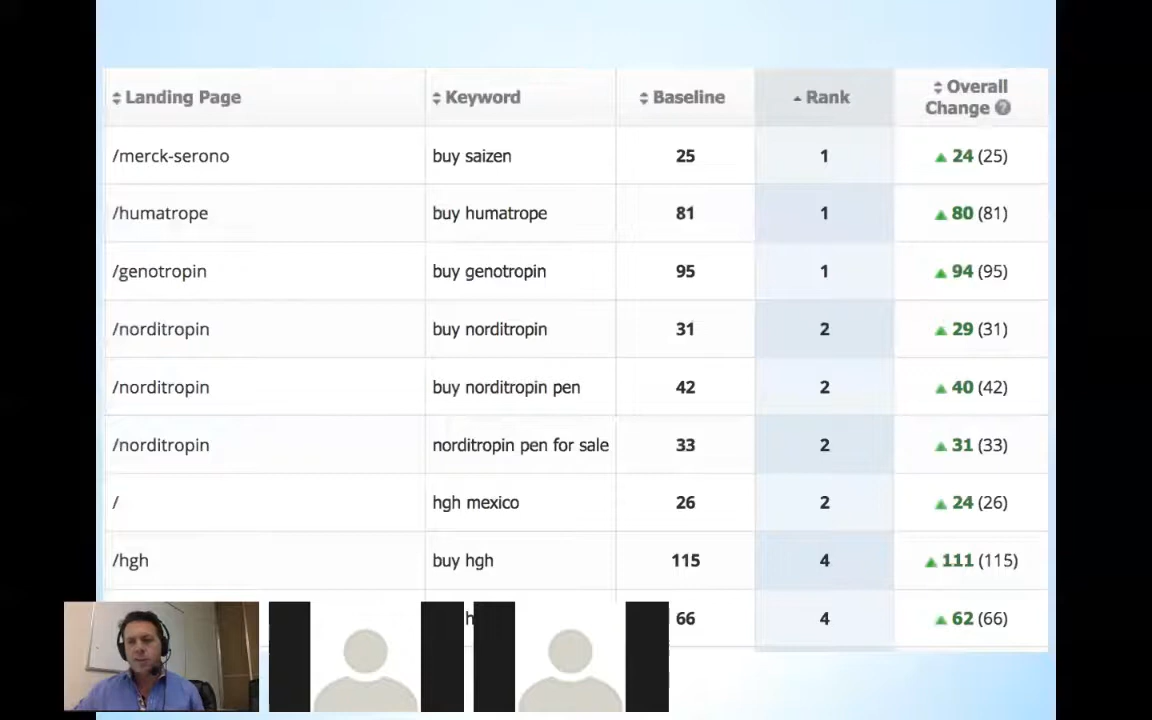 Landing Page Keyword Baseline Rank Overall Change
/merck-serono buy saizen 25 1 24 (25)
/humatrope buy humatrope 81 1 80 (81)
/genotropin buy genotropin 95 1 94 (95)
/norditropin buy norditropin 31 2 29 (31)
/norditropin buy norditropin pen 42 2 40 (42)
/norditropin norditropin pen for sale 33 2 31 (33)
/ hgh mexico 26 2 24 (26)
/hgh buy hgh 115 4 111 (115)
66 4 62 (66)